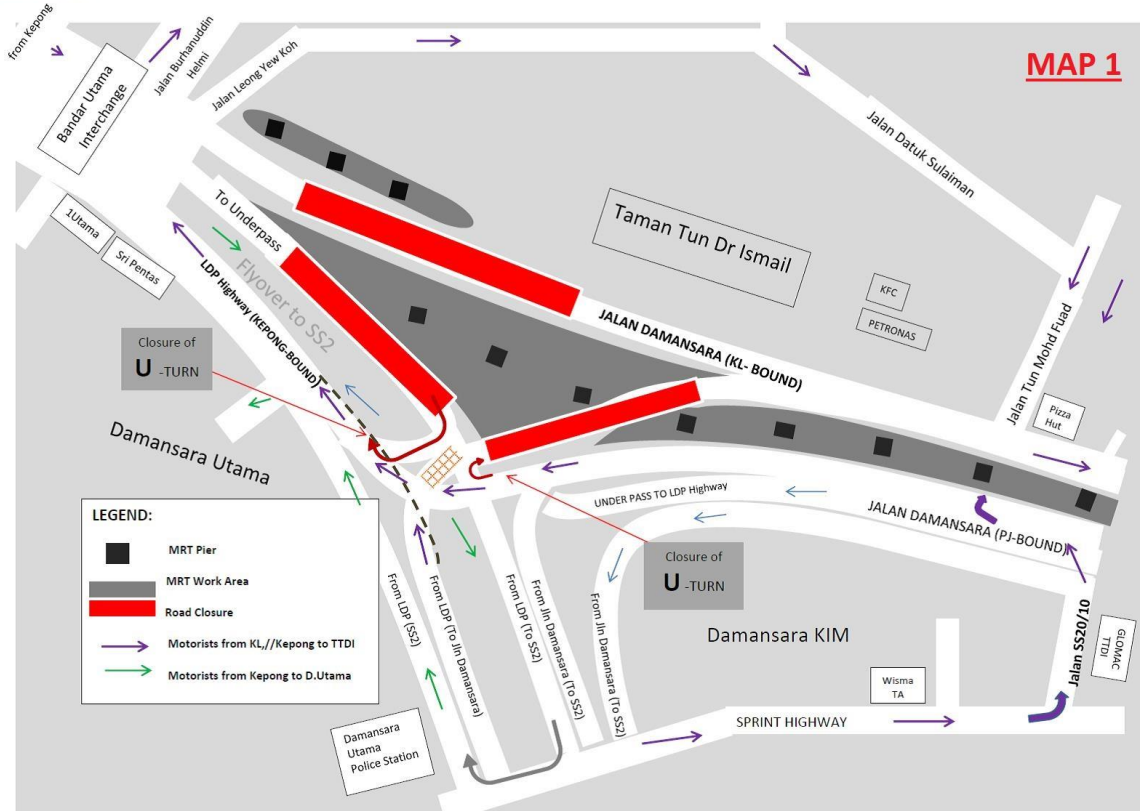 MAP 1
from Kepong
Bandar Utama
Interchange
Jalan Burhanuddin
Helmi
Jalan Leong Yew Koh
Jalan Datuk Sulaiman
1Utama
Sri Pentas
To Underpass
Flyover to SS2
LDP Highway (KEPONG-BOUND)
Taman Tun Dr Ismail
KFC
PETRONAS
JALAN DAMANSARA (KL- BOUND)
Jalan Tun Mohd Fuad
Pizza
Hut
Closure of
U -TURN
Damansara Utama
UNDER PASS TO LDP Highway
JALAN DAMANSARA (PJ-BOUND)
LEGEND:
MRT Pier
MRT Work Area
Road Closure
Motorists from KL,//Kepong to TTDI
Motorists from Kepong to D.Utama
Closure of
U -TURN
From LDP (SS2)
From LDP (To Jln Damansara)
From LDP (To SS2)
From Jln Damansara (To SS2)
From Jln Damansara (To SS2)
Damansara KIM
Jalan SS20/10
GLOMAC
TTDI
Wisma
TA
SPRINT HIGHWAY
Damansara
Utama
Police Station